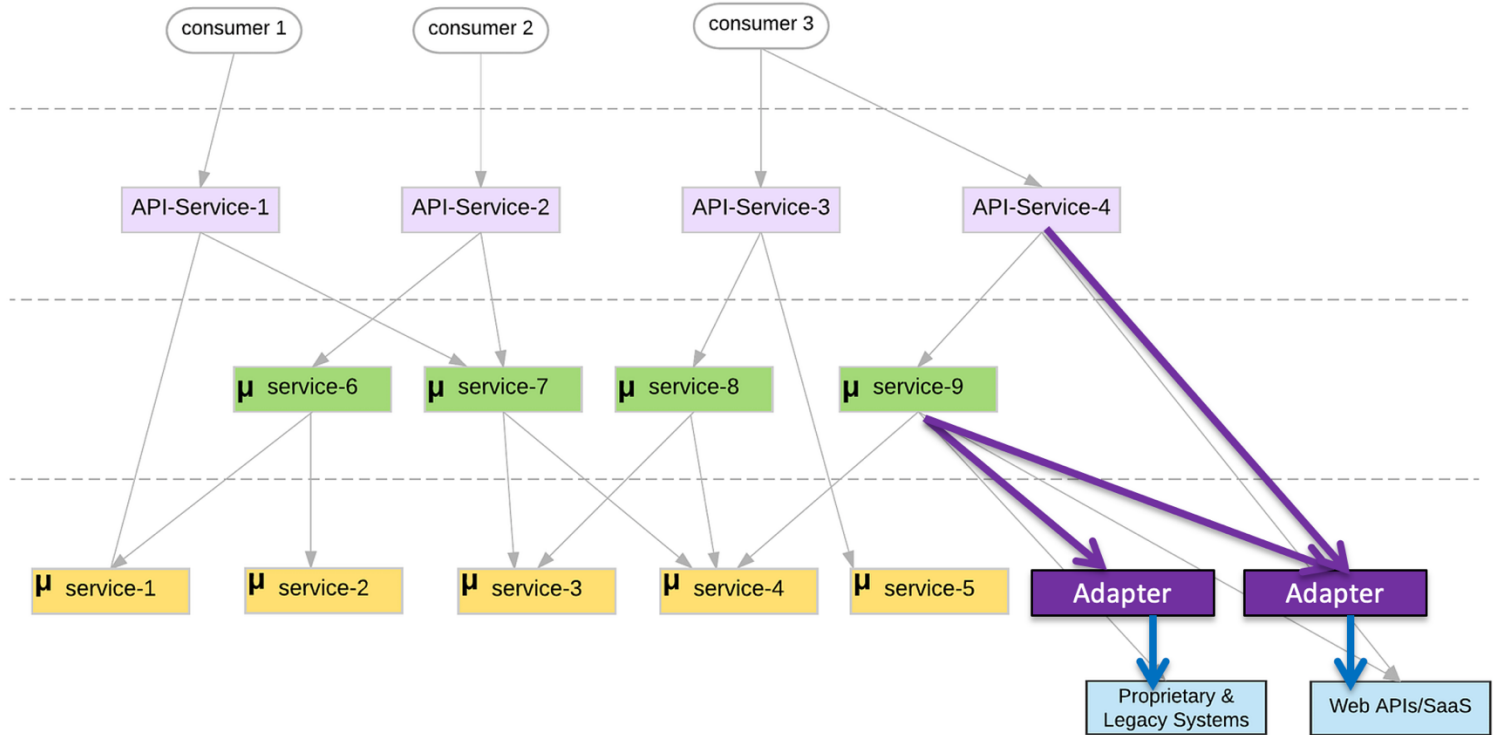 consumer 1
consumer 2
consumer 3
API-Service-1
API-Service-2
API-Service-3
API-Service-4
μ service-6
μ service-7
μ service-8
μ service-9
μ service-1
μ service-2
μ service-3
μ service-4
μ service-5
Adapter
Adapter
Proprietary &
Legacy Systems
Web APIs/SaaS